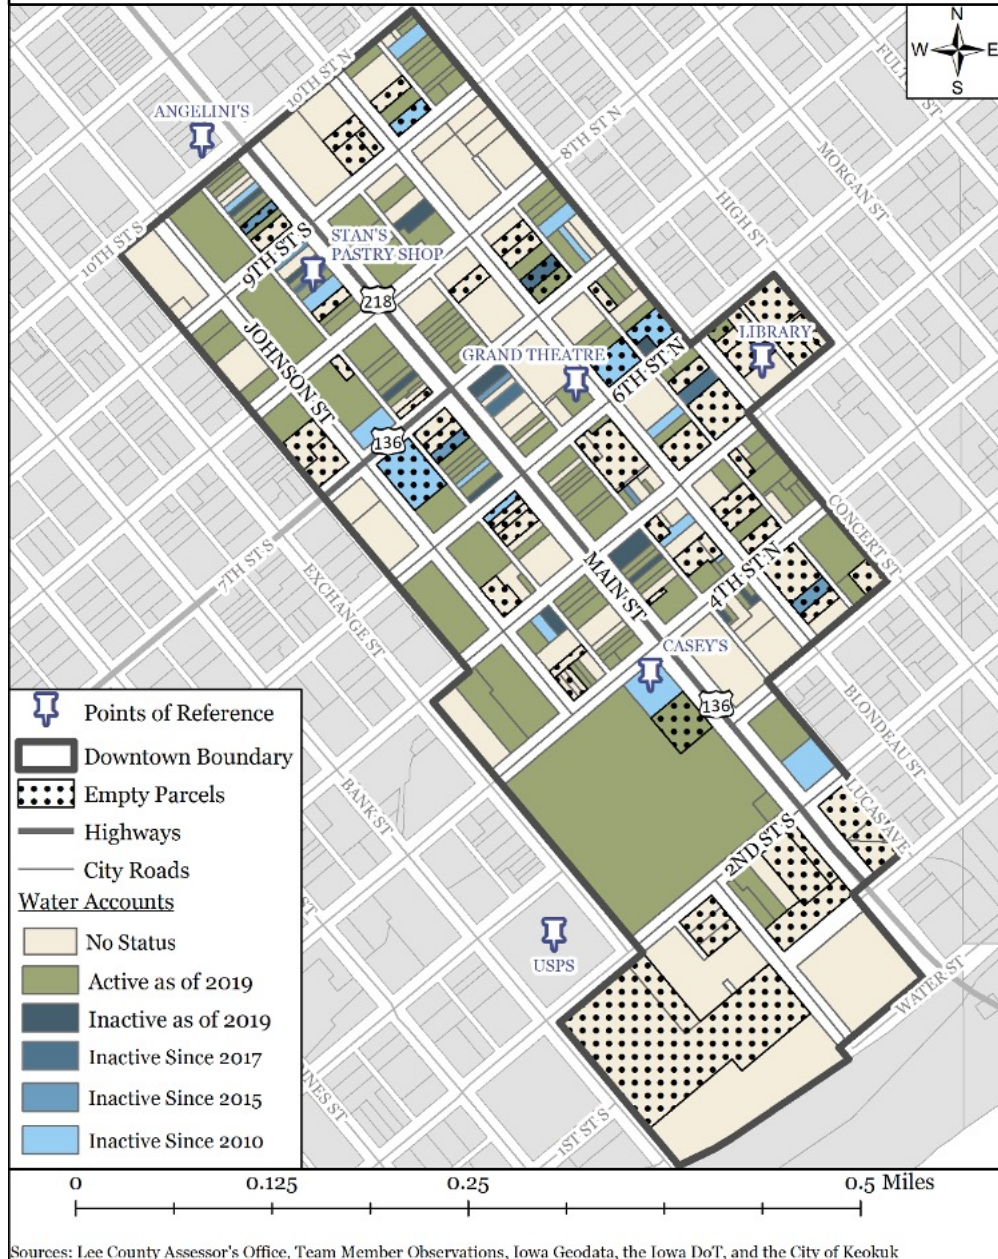 N
W E
S
FUL
ST
10TH ST N
ANGELINI'S
8TH ST N
MORGAN ST
HIGH ST
10TH ST S
9TH ST S
STAN'S
PASTRY SHOP
218
JOHNSON ST
GRAND THEATRE
6TH ST N
LIBRARY
136
7TH ST S
EXCHANGE ST
MAIN ST
4TH ST N
CONCERT ST
CASEY'S
136
BLONDEAU ST
LUCAS AVE
BANK ST
2ND ST S
ST
USPS
WATER ST
NES ST
1ST ST S
Points of Reference
Downtown Boundary
Empty Parcels
Highways
City Roads
Water Accounts
No Status
Active as of 2019
Inactive as of 2019
Inactive Since 2017
Inactive Since 2015
Inactive Since 2010
0 0.125 0.25 0.5 Miles
Sources: Lee County Assessor's Office, Team Member Observations, Iowa Geodata, the Iowa DoT, and the City of Keokuk